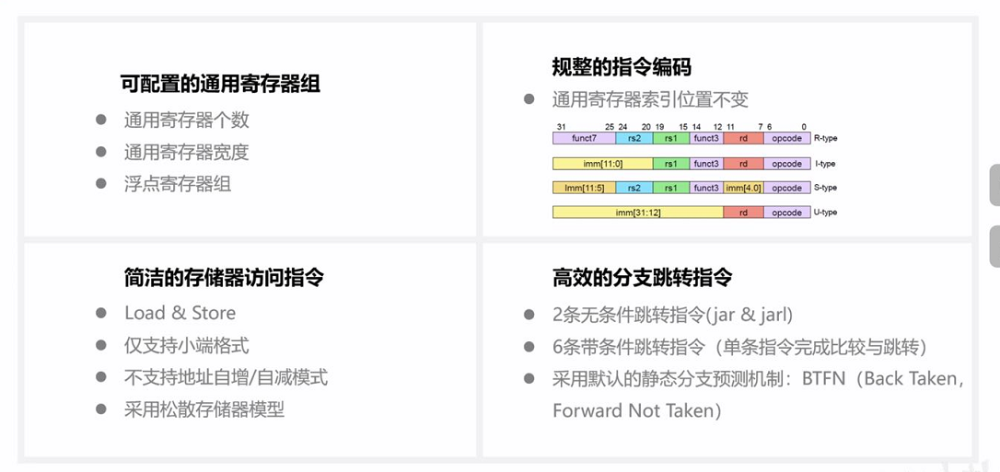 可配置的通用寄存器组
● 通用寄存器个数
● 通用寄存器宽度
● 浮点寄存器组
规整的指令编码
● 通用寄存器索引位置不变
31 25 24 20 19 15 14 12 11 7 6 0
funct7 rs2 rs1 funct3 rd opcode R-type
imm[11:0] rs1 funct3 rd opcode I-type
Imm[11:5] rs2 rs1 funct3 imm[4.0] opcode S-type
imm[31:12] rd opcode U-type
简洁的存储器访问指令
● Load & Store
● 仅支持小端格式
● 不支持地址自增/自减模式
● 采用松散存储器模型
高效的分支跳转指令
● 2条无条件跳转指令(jar & jarl)
● 6条带条件跳转指令（单条指令完成比较与跳转）
● 采用默认的静态分支预测机制：BTFN（Back Taken,
Forward Not Taken）